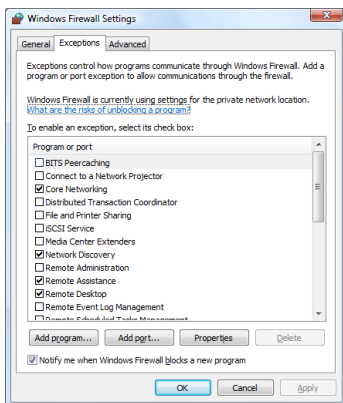 Windows Firewall Settings
General Exceptions Advanced
Exceptions control how programs communicate through Windows Firewall. Add a
program or port exception to allow communications through the firewall.
Windows Firewall is currently using settings for the private network location.
What are the risks of unblocking a program?
To enable an exception, select its check box:
Program or port
BITS Peercaching
Connect to a Network Projector
Core Networking
Distributed Transaction Coordinator
File and Printer Sharing
iSCSI Service
Media Center Extenders
Network Discovery
Remote Administration
Remote Assistance
Remote Desktop
Remote Event Log Management
Remote Scheduled Tasks Management
Add program... Add port... Properties Delete
Notify me when Windows Firewall blocks a new program
OK Cancel Apply